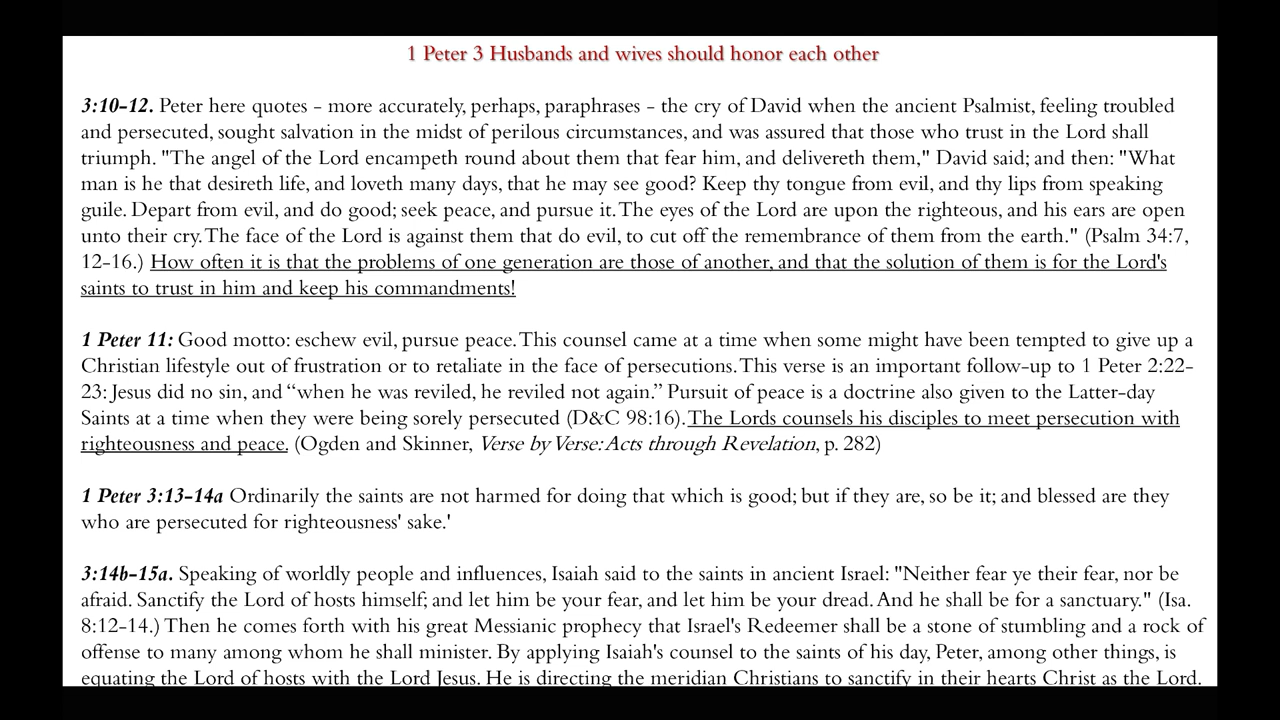 1 Peter 3 Husbands and wives should honor each other
3:10-12. Peter here quotes - more accurately, perhaps, paraphrases - the cry of David when the ancient Psalmist, feeling troubled
and persecuted, sought salvation in the midst of perilous circumstances, and was assured that those who trust in the Lord shall
triumph. "The angel of the Lord encampeth round about them that fear him, and delivereth them," David said; and then: "What
man is he that desireth life, and loveth many days, that he may see good? Keep thy tongue from evil, and thy lips from speaking
guile. Depart from evil, and do good; seek peace, and pursue it. The eyes of the Lord are upon the righteous, and his ears are open
unto their cry. The face of the Lord is against them that do evil, to cut off the remembrance of them from the earth." (Psalm 34:7,
12-16.) How often it is that the problems of one generation are those of another, and that the solution of them is for the Lord's
saints to trust in him and keep his commandments!
1 Peter 11: Good motto: eschew evil, pursue peace. This counsel came at a time when some might have been tempted to give up a
Christian lifestyle out of frustration or to retaliate in the face of persecutions. This verse is an important follow-up to 1 Peter 2:22-
23: Jesus did no sin, and “when he was reviled, he reviled not again.” Pursuit of peace is a doctrine also given to the Latter-day
Saints at a time when they were being sorely persecuted (D&C 98:16). The Lords counsels his disciples to meet persecution with
righteousness and peace. (Ogden and Skinner, Verse by Verse: Acts through Revelation, p. 282)
1 Peter 3:13-14a Ordinarily the saints are not harmed for doing that which is good; but if they are, so be it; and blessed are they
who are persecuted for righteousness' sake.'
3:14b-15a. Speaking of worldly people and influences, Isaiah said to the saints in ancient Israel: "Neither fear ye their fear, nor be
afraid. Sanctify the Lord of hosts himself; and let him be your fear, and let him be your dread. And he shall be for a sanctuary." (Isa.
8:12-14.) Then he comes forth with his great Messianic prophecy that Israel's Redeemer shall be a stone of stumbling and a rock of
offense to many among whom he shall minister. By applying Isaiah's counsel to the saints of his day, Peter, among other things, is
equating the Lord of hosts with the Lord Jesus. He is directing the meridian Christians to sanctify in their hearts Christ as the Lord.